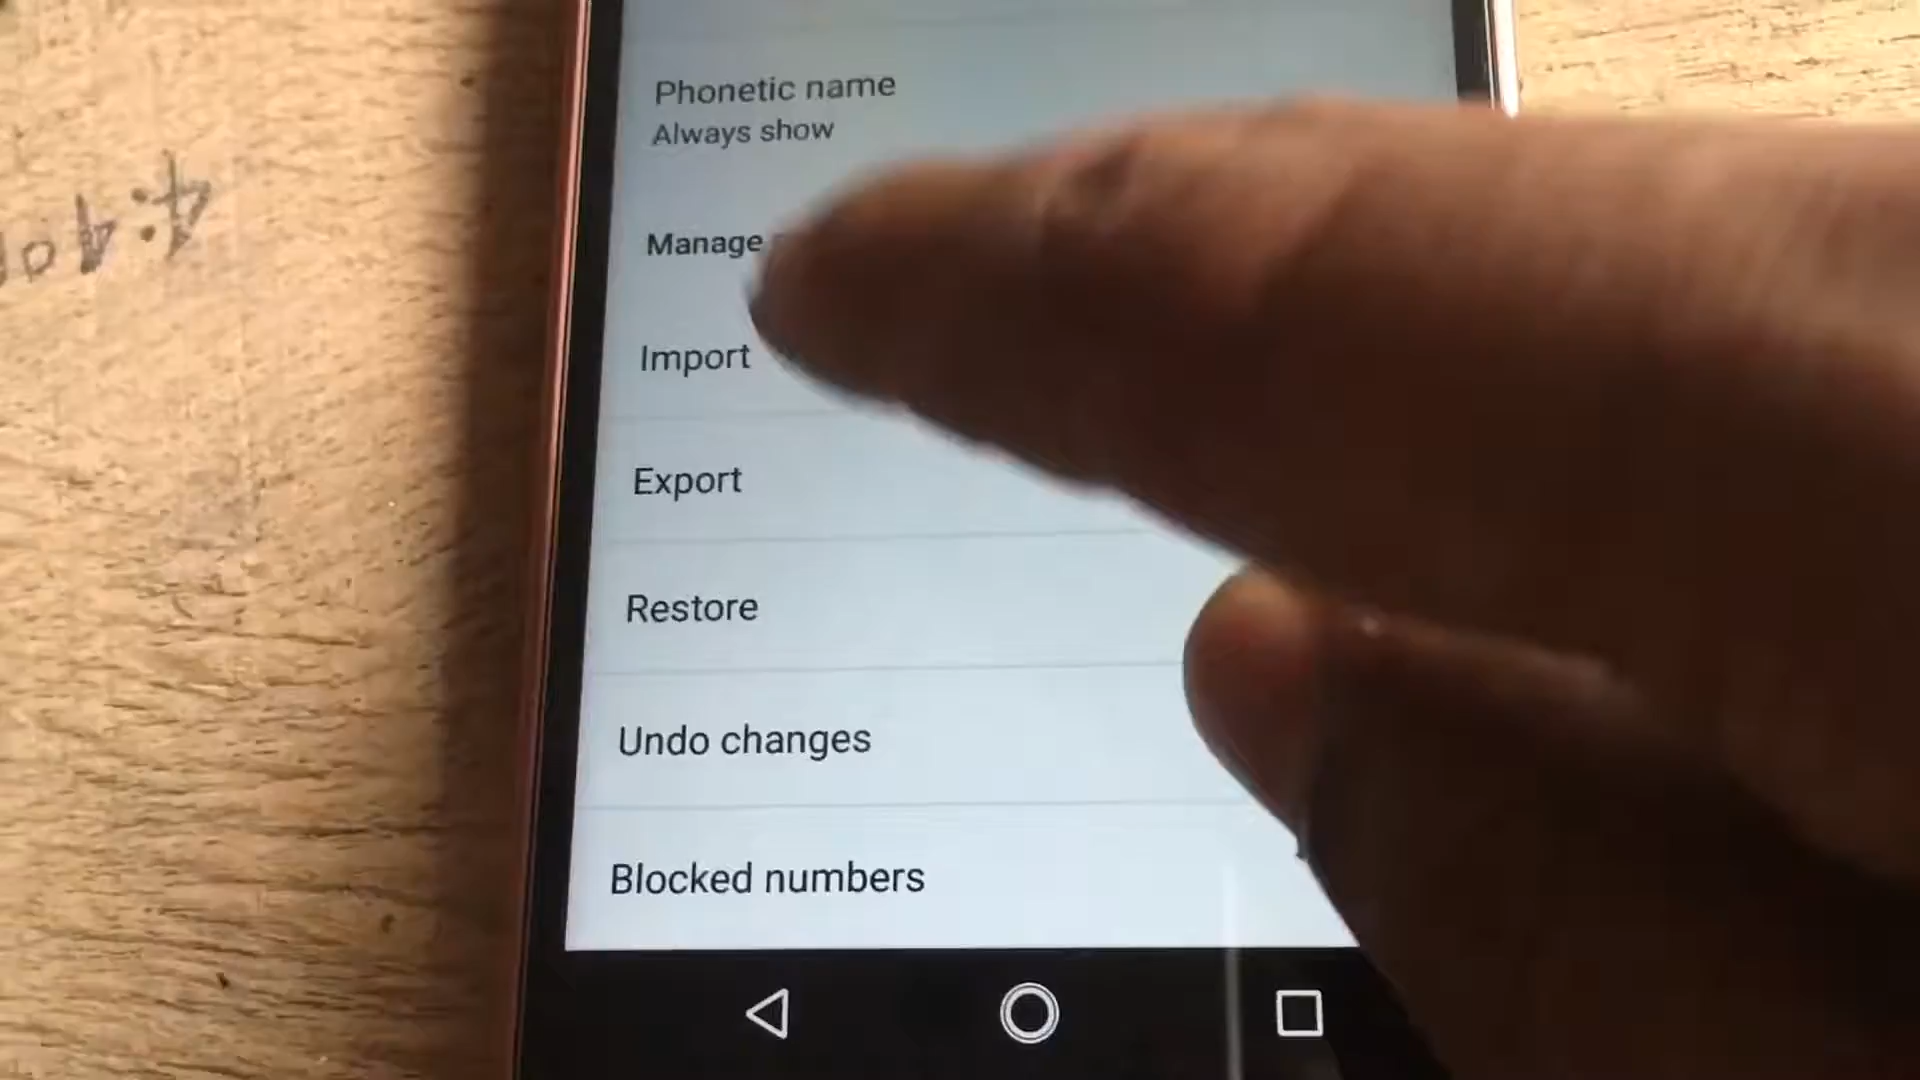 Phonetic name
Always show
Manage
Import
Export
Restore
Undo changes
Blocked numbers